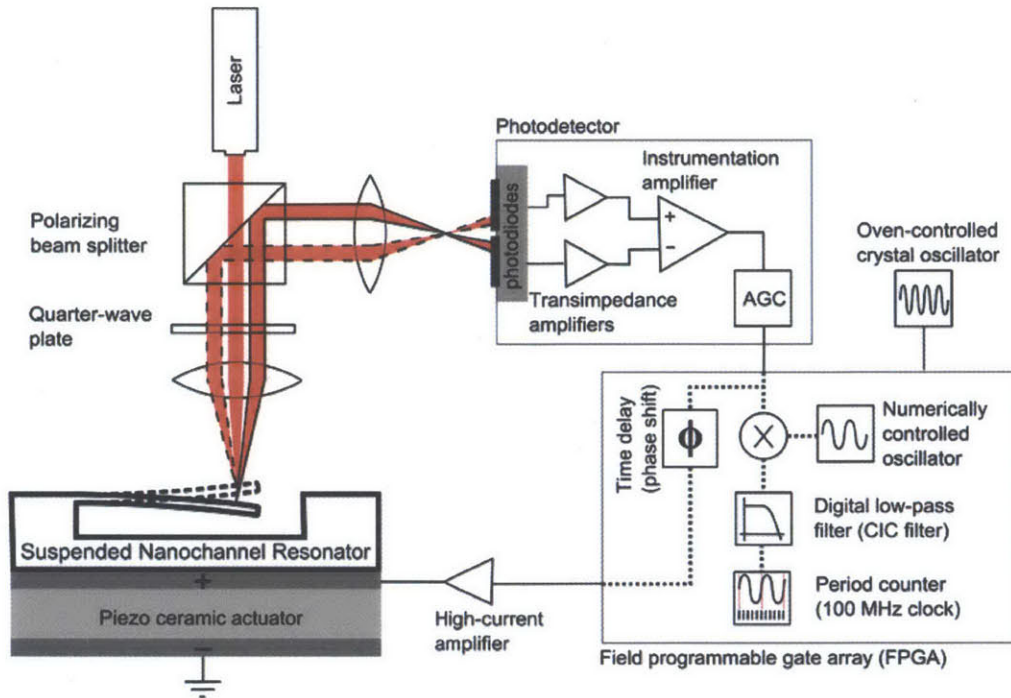 Laser
Photodetector
Instrumentation
amplifier
Polarizing
beam splitter
photodiodes
+
−
Oven-controlled
crystal oscillator
Transimpedance
amplifiers
AGC
Quarter-wave
plate
Time delay
(phase shift)
ϕ
Numerically
controlled
oscillator
Digital low-pass
filter (CIC filter)
Suspended Nanochannel Resonator
+
Piezo ceramic actuator
−
High-current
amplifier
Period counter
(100 MHz clock)
Field programmable gate array (FPGA)